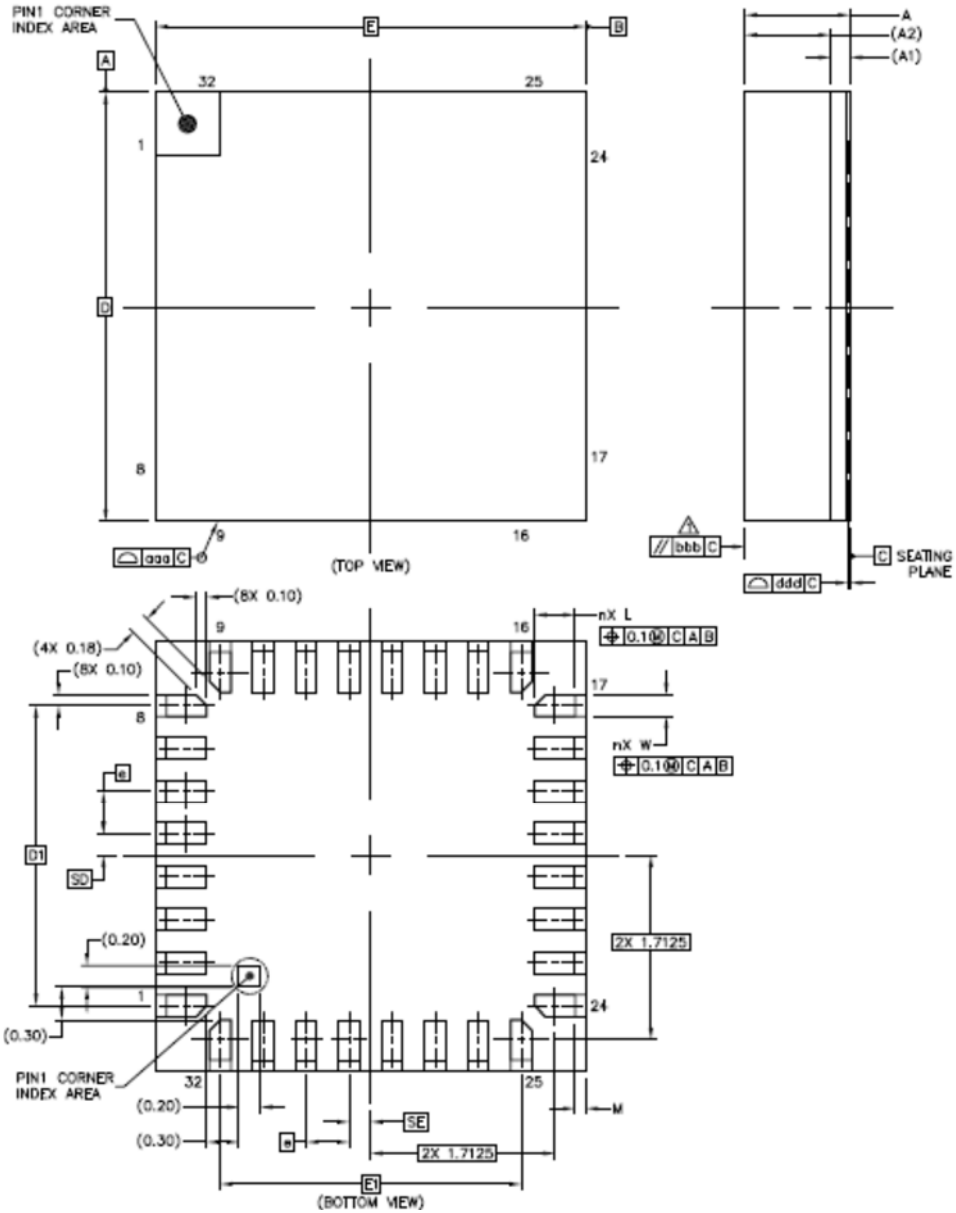 PIN1 CORNER
INDEX AREA
E
B
A
(A2)
(A1)
A
32
25
1
24
D
8
17
9
16
aaa C
(TOP VIEW)
1
// bbb C
C SEATING
PLANE
ddd C
(8X 0.10)
9
16
nX L
⌖ 0.1Ⓜ C A B
(4X 0.18)
(8X 0.10)
17
8
nX W
⌖ 0.1Ⓜ C A B
e
D1
SD
(0.20)
2X 1.7125
1
24
(0.30)
PIN1 CORNER
INDEX AREA
32
25
(0.20)
SE
M
(0.30)
e
2X 1.7125
E1
(BOTTOM VIEW)